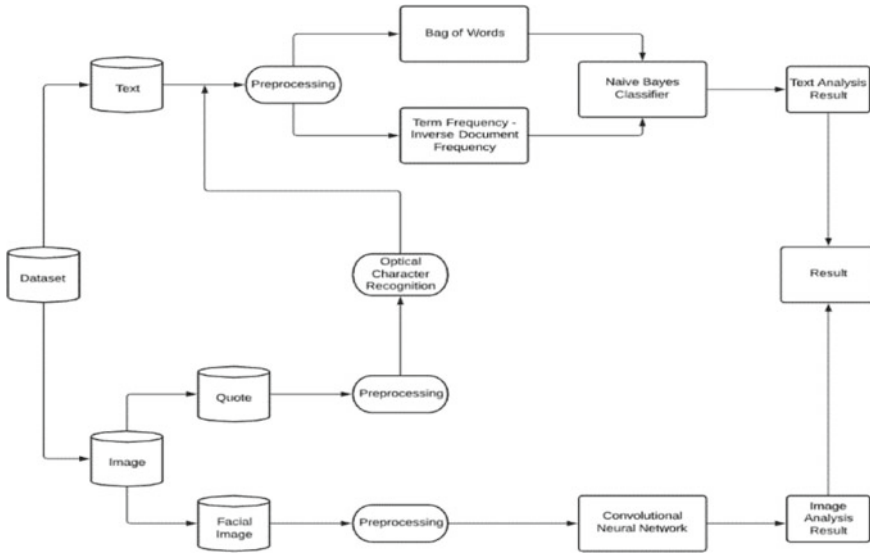 Bag of Words
Text
Preprocessing
Naive Bayes
Classifier
Text Analysis
Result
Term Frequency -
Inverse Document
Frequency
Dataset
Optical
Character
Recognition
Result
Quote
Preprocessing
Image
Facial
Image
Preprocessing
Convolutional
Neural Network
Image
Analysis
Result